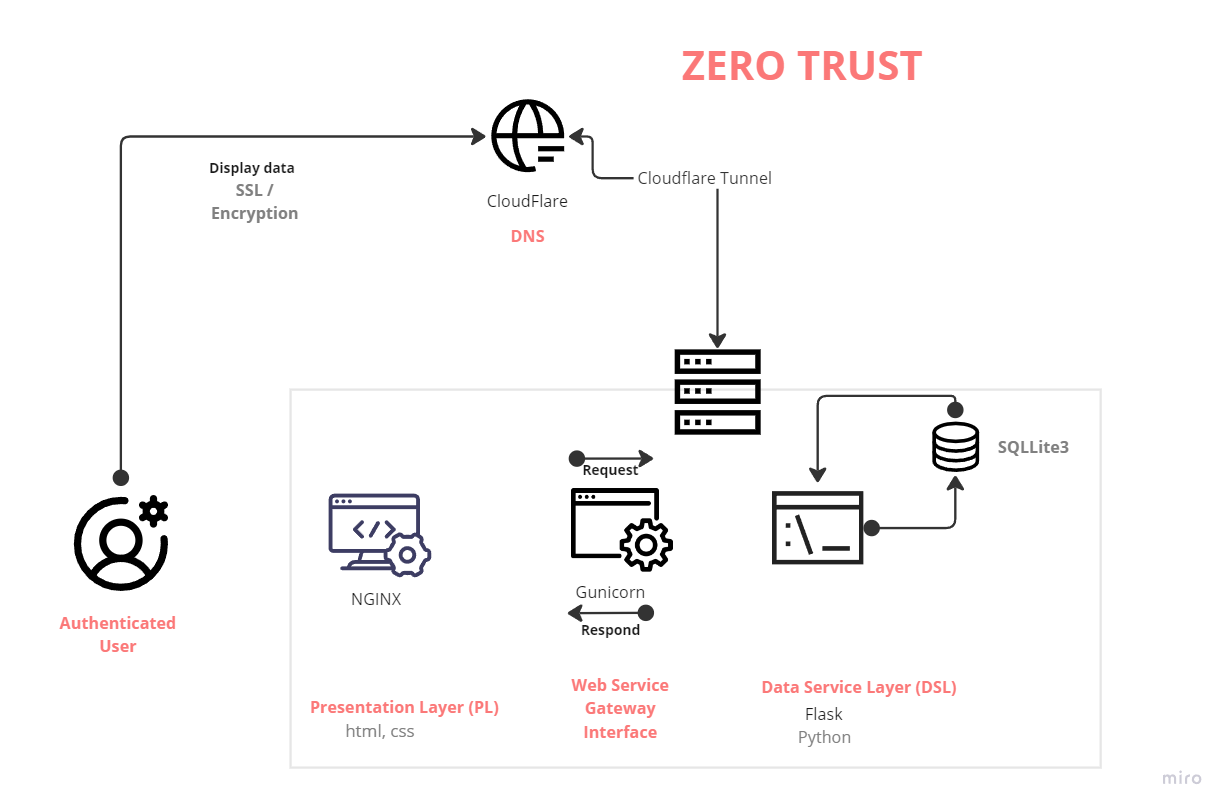 ZERO TRUST
Display data
SSL /
Encryption
CloudFlare
DNS
Cloudflare Tunnel
Authenticated
User
NGINX
Presentation Layer (PL)
html, css
Request
Gunicorn
Respond
Web Service
Gateway
Interface
SQLLite3
Data Service Layer (DSL)
Flask
Python
miro